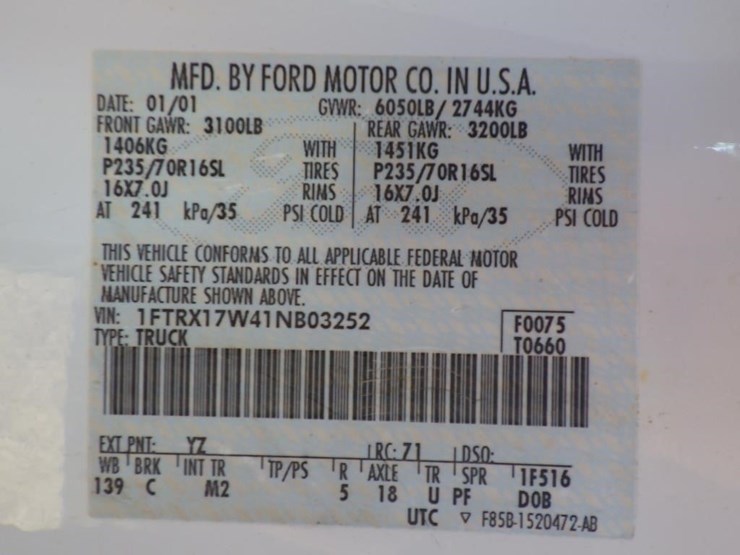 MFD. BY FORD MOTOR CO. IN U.S.A.
DATE: 01/01 GVWR: 6050LB/ 2744KG
FRONT GAWR: 3100LB REAR GAWR: 3200LB
1406KG WITH 1451KG WITH
P235/70R16SL TIRES P235/70R16SL TIRES
16X7.0J RIMS 16X7.0J RIMS
AT 241 kPa/35 PSI COLD AT 241 kPa/35 PSI COLD
THIS VEHICLE CONFORMS TO ALL APPLICABLE FEDERAL MOTOR
VEHICLE SAFETY STANDARDS IN EFFECT ON THE DATE OF
MANUFACTURE SHOWN ABOVE.
VIN: 1FTRX17W41NB03252 F0075
TYPE: TRUCK T0660
EXT PNT: YZ RC: 71 DSO:
WB BRK INT TR TP/PS R AXLE TR SPR 1F516
139 C M2 5 18 U PF DOB
UTC ▽ F85B-1520472-AB